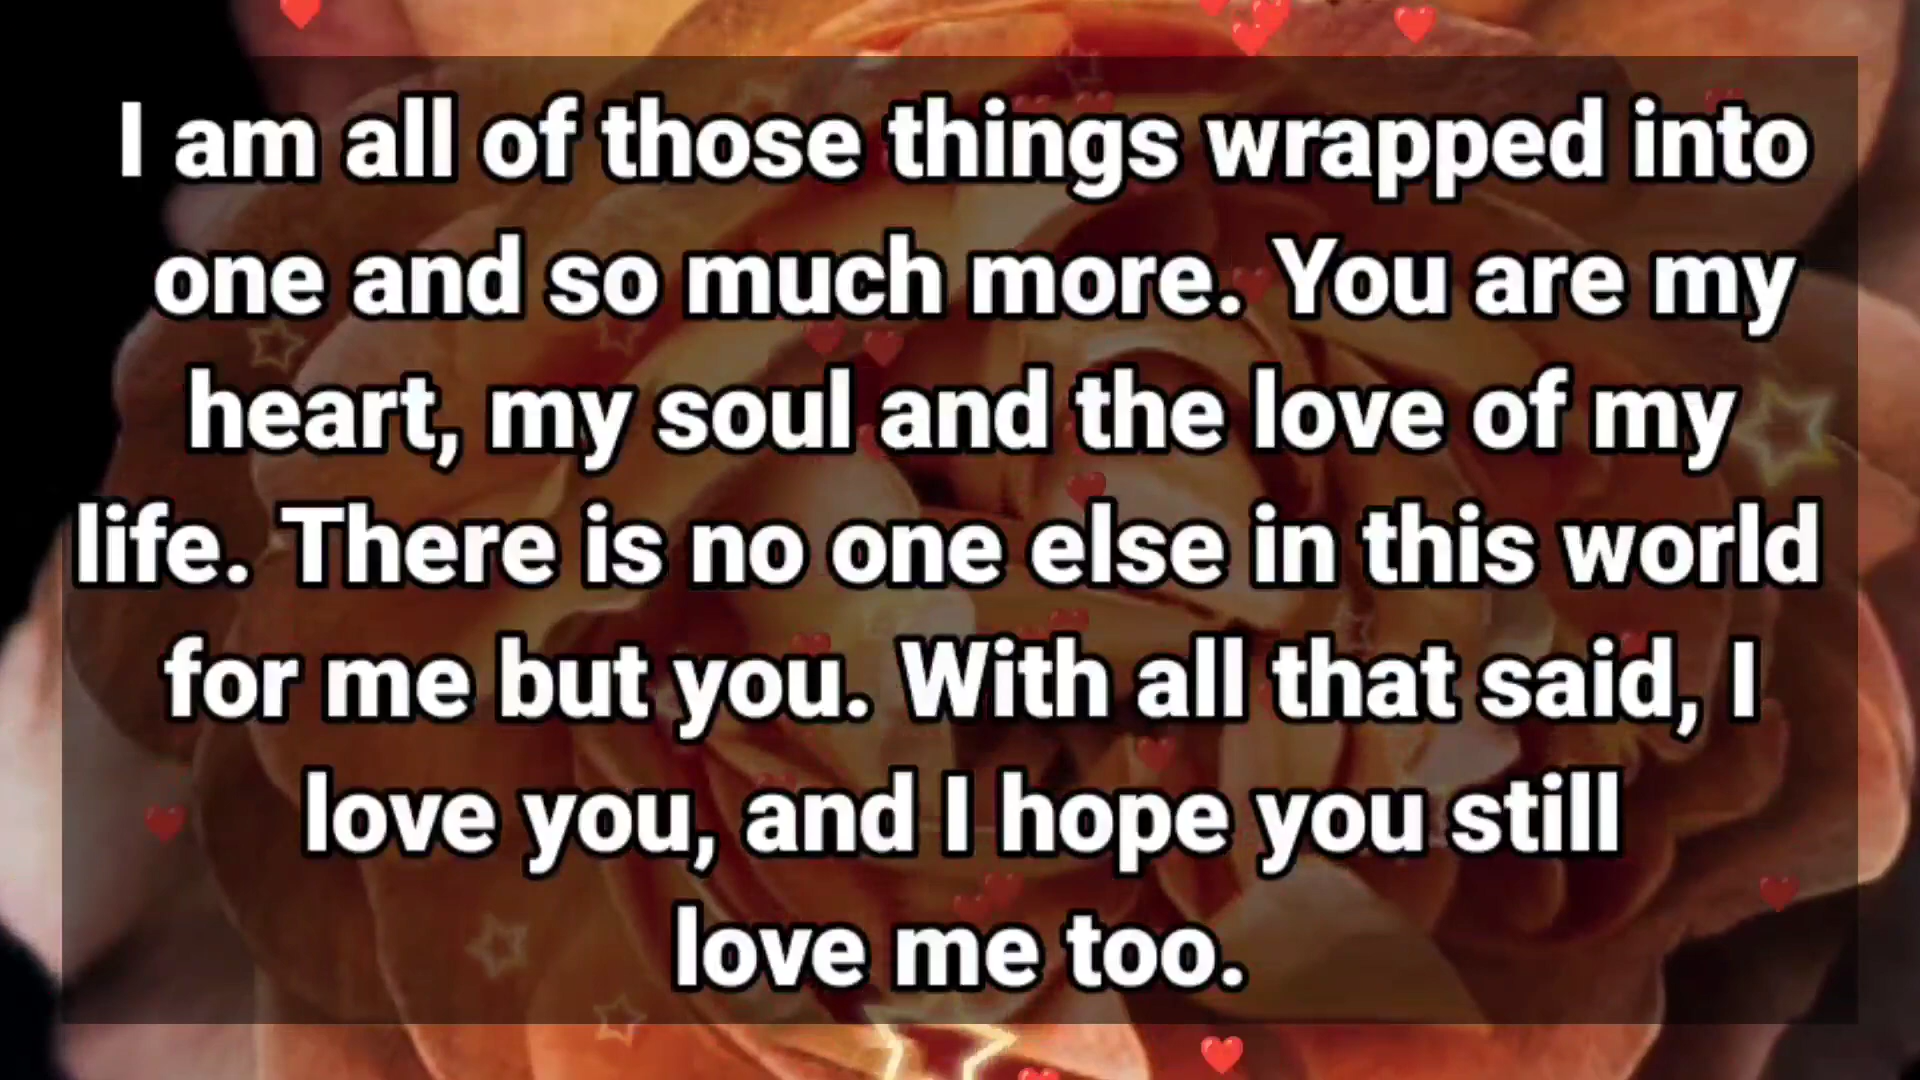 I am all of those things wrapped into
one and so much more. You are my
heart, my soul and the love of my
life. There is no one else in this world
for me but you. With all that said, I
love you, and I hope you still
love me too.